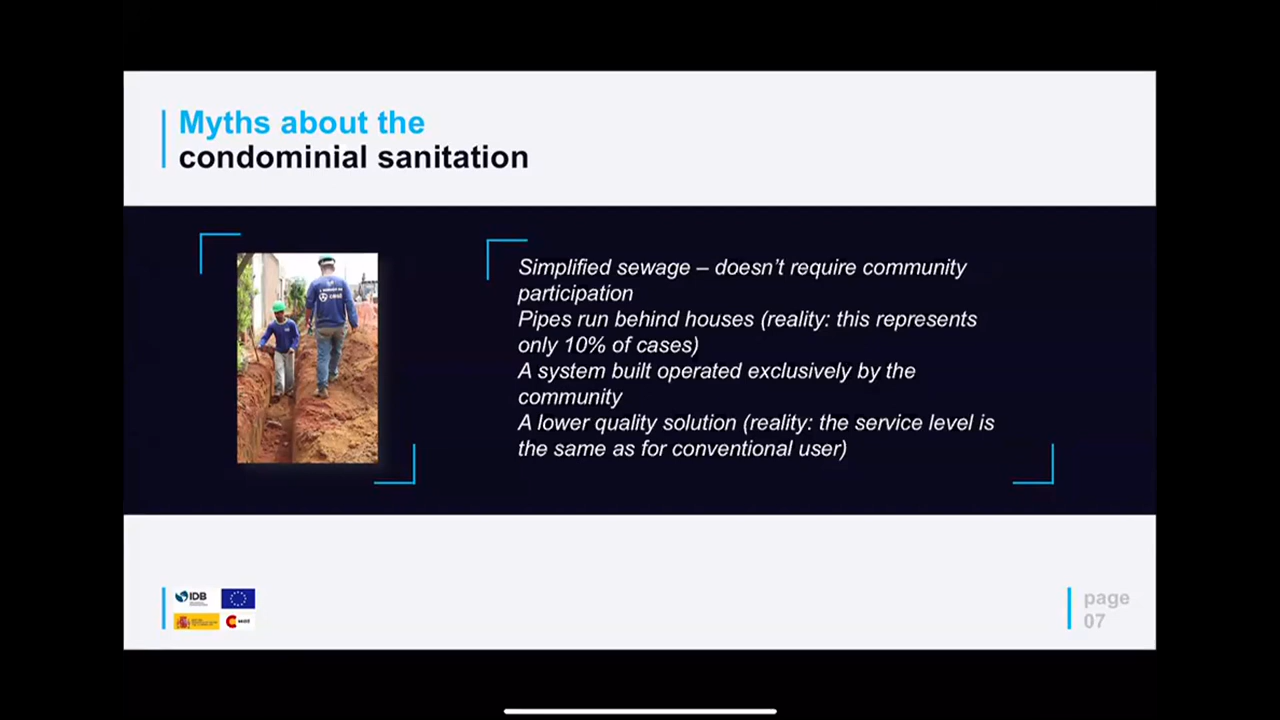 Myths about the
condominial sanitation
Simplified sewage – doesn’t require community
participation
Pipes run behind houses (reality: this represents
only 10% of cases)
A system built operated exclusively by the
community
A lower quality solution (reality: the service level is
the same as for conventional user)
IDB
page
07